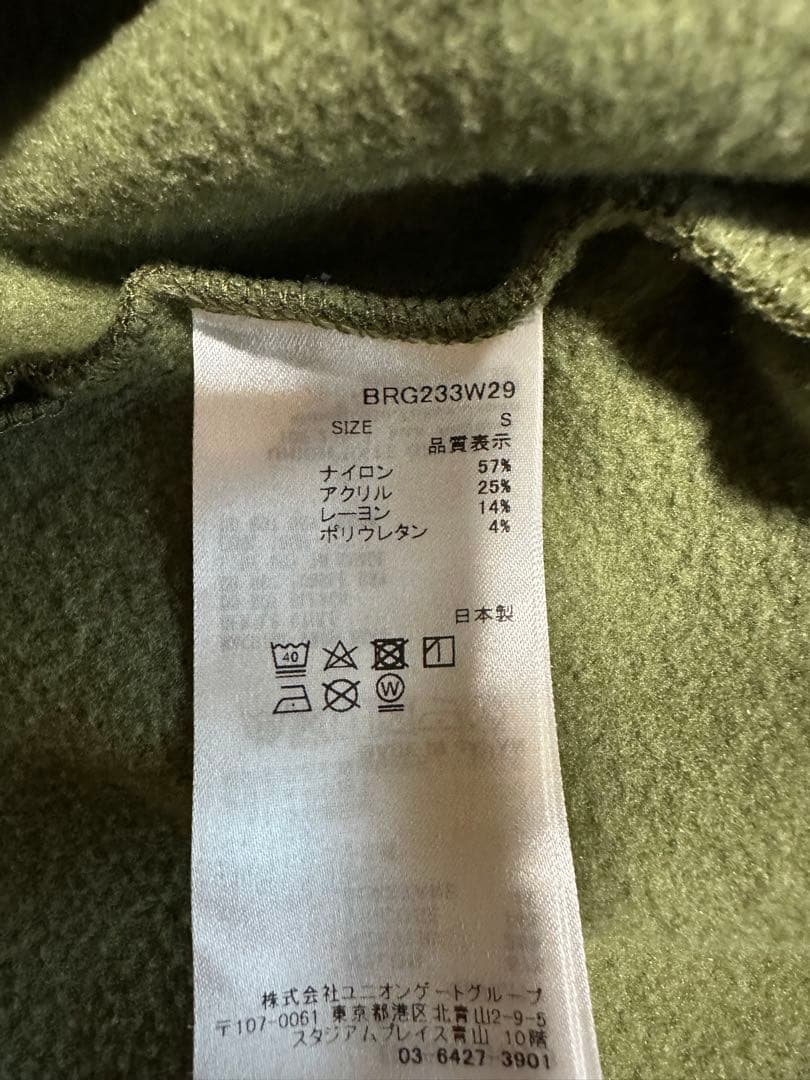 BRG233W29
SIZE S
品質表示
ナイロン 57%
アクリル 25%
レーヨン 14%
ポリウレタン 4%
日本製
40
W
株式会社ユニオンゲートグループ
〒107-0061 東京都港区北青山2-9-5
スタジアムプレイス青山 10階
03 6427 3901